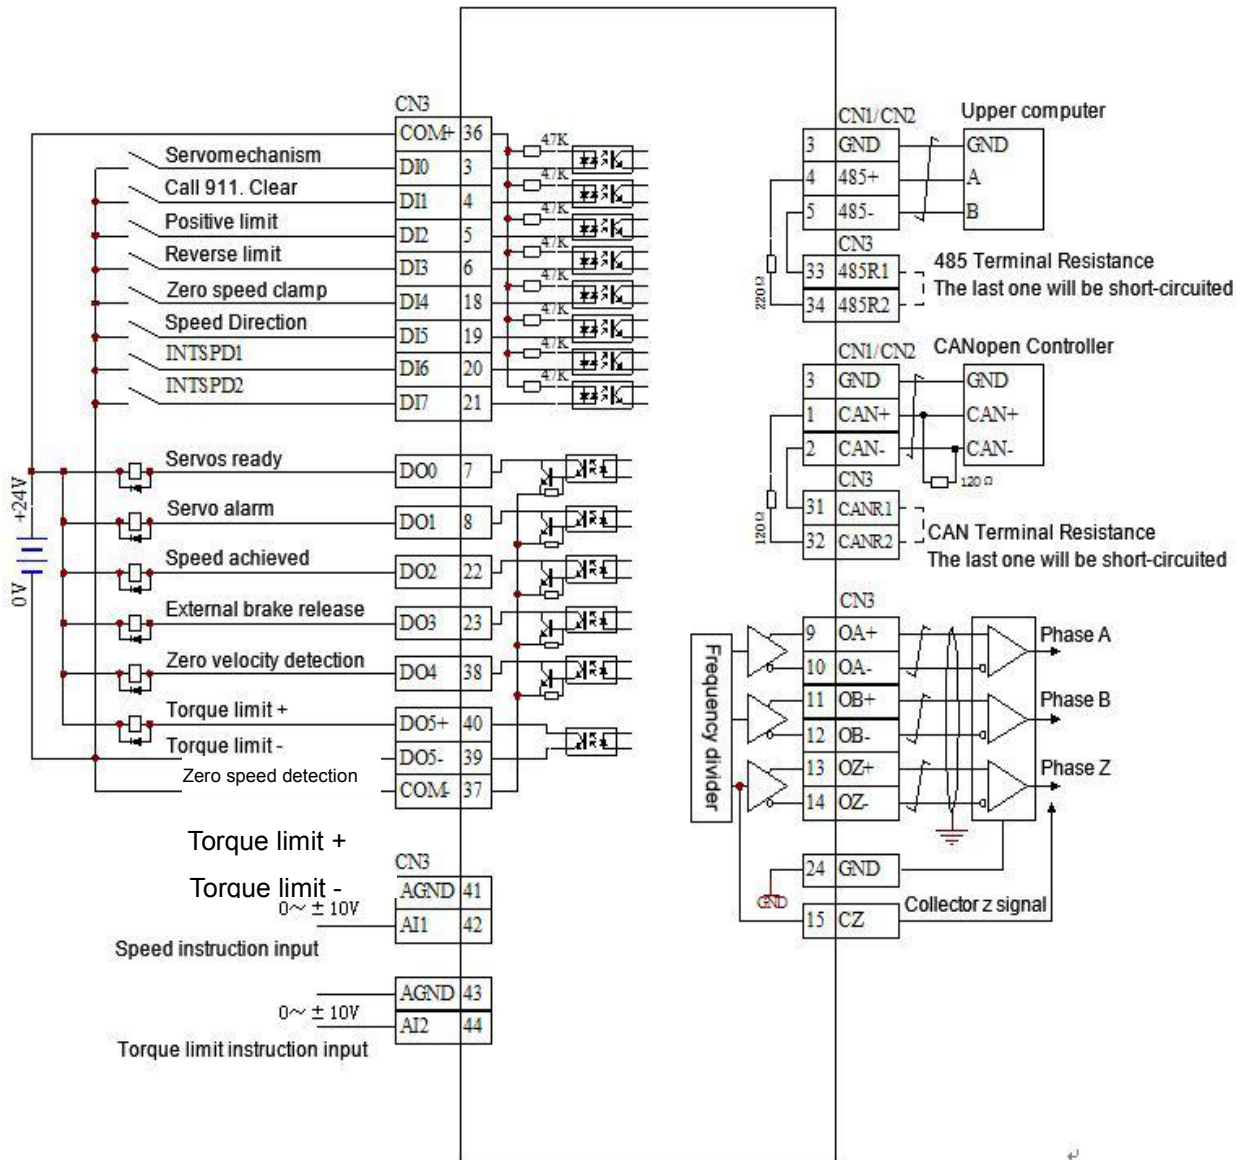 CN3
COM+ 36
47K
Servomechanism
DI0 3
47K
Call 911. Clear
DI1 4
47K
Positive limit
DI2 5
47K
Reverse limit
DI3 6
47K
Zero speed clamp
DI4 18
47K
Speed Direction
DI5 19
47K
INTSPD1
DI6 20
47K
INTSPD2
DI7 21
+24V
0V
Servos ready
DO0 7
Servo alarm
DO1 8
Speed achieved
DO2 22
External brake release
DO3 23
Zero velocity detection
DO4 38
Torque limit +
DO5+ 40
Torque limit -
DO5- 39
Zero speed detection
COM- 37
Torque limit +
Torque limit -
CN3
AGND 41
0~ ± 10V
AI1 42
Speed instruction input
AGND 43
0~ ± 10V
AI2 44
Torque limit instruction input
CN1/CN2
Upper computer
3 GND
GND
4 485+
A
5 485-
B
CN3
33 485R1
34 485R2
220Ω
485 Terminal Resistance
The last one will be short-circuited
CN1/CN2
CANopen Controller
3 GND
GND
1 CAN+
CAN+
2 CAN-
CAN-
120 Ω
CN3
31 CANR1
32 CANR2
120Ω
CAN Terminal Resistance
The last one will be short-circuited
CN3
Frequency divider
9 OA+
10 OA-
Phase A
11 OB+
12 OB-
Phase B
13 OZ+
14 OZ-
Phase Z
24 GND
GND
15 CZ
Collector z signal